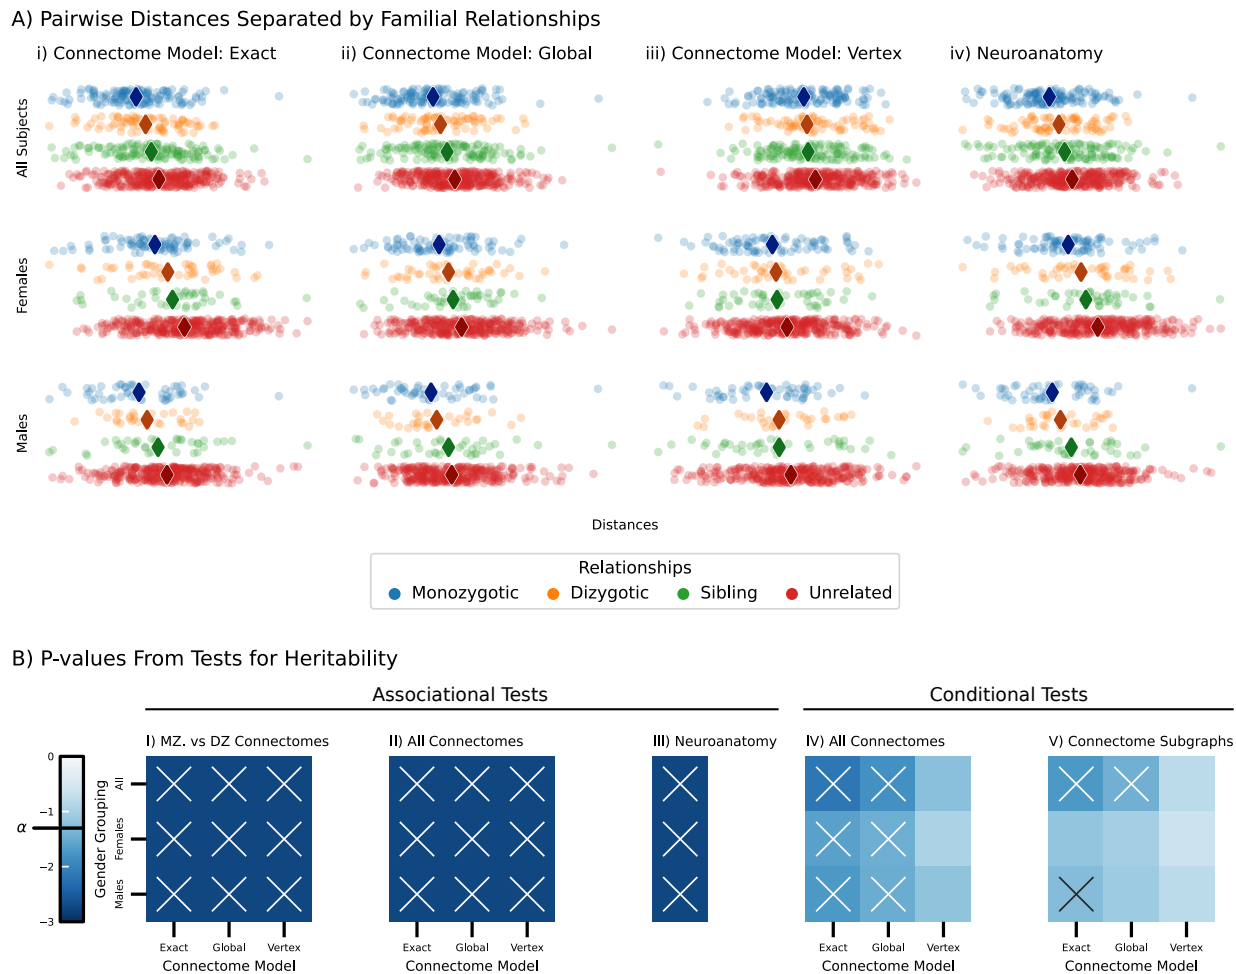 A) Pairwise Distances Separated by Familial Relationships
i) Connectome Model: Exact
ii) Connectome Model: Global
iii) Connectome Model: Vertex
iv) Neuroanatomy
All Subjects
Females
Males
Distances
Relationships
Monozygotic
Dizygotic
Sibling
Unrelated
B) P-values From Tests for Heritability
Associational Tests
Conditional Tests
I) MZ. vs DZ Connectomes
II) All Connectomes
III) Neuroanatomy
IV) All Connectomes
V) Connectome Subgraphs
0
−1
α
−2
−3
Gender Grouping
All
Females
Males
Exact Global Vertex
Connectome Model
Exact Global Vertex
Connectome Model
Exact Global Vertex
Connectome Model
Exact Global Vertex
Connectome Model